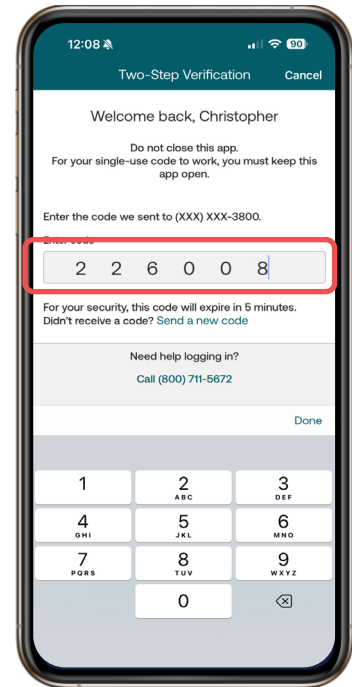 12:08
90
Two-Step Verification Cancel
Welcome back, Christopher
Do not close this app.
For your single-use code to work, you must keep this
app open.
Enter the code we sent to (XXX) XXX-3800.
Enter code
2 2 6 0 0 8
For your security, this code will expire in 5 minutes.
Didn't receive a code? Send a new code
Need help logging in?
Call (800) 711-5672
Done
1 2 3
ABC DEF
4 5 6
GHI JKL MNO
7 8 9
PQRS TUV WXYZ
0